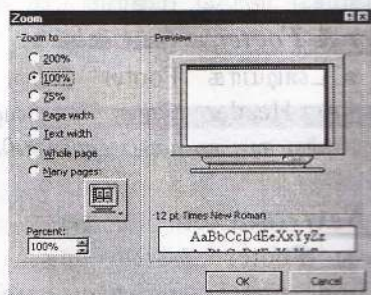 Zoom
Zoom to
200%
100%
75%
Page width
Text width
Whole page
Many pages:
Percent:
100%
Preview
12 pt Times New Roman
AaBbCcDdEeXxYyZz
OK
Cancel